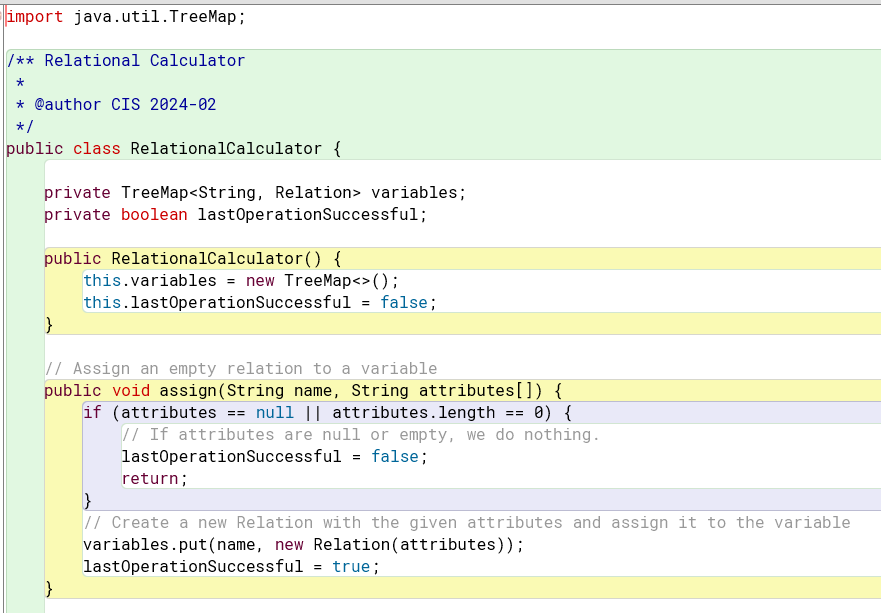 import java.util.TreeMap;
/** Relational Calculator
 *
 * @author CIS 2024-02
 */
public class RelationalCalculator {
    private TreeMap<String, Relation> variables;
    private boolean lastOperationSuccessful;
    public RelationalCalculator() {
        this.variables = new TreeMap<>();
        this.lastOperationSuccessful = false;
    }
    // Assign an empty relation to a variable
    public void assign(String name, String attributes[]) {
        if (attributes == null || attributes.length == 0) {
            // If attributes are null or empty, we do nothing.
            lastOperationSuccessful = false;
            return;
        }
        // Create a new Relation with the given attributes and assign it to the variable
        variables.put(name, new Relation(attributes));
        lastOperationSuccessful = true;
    }